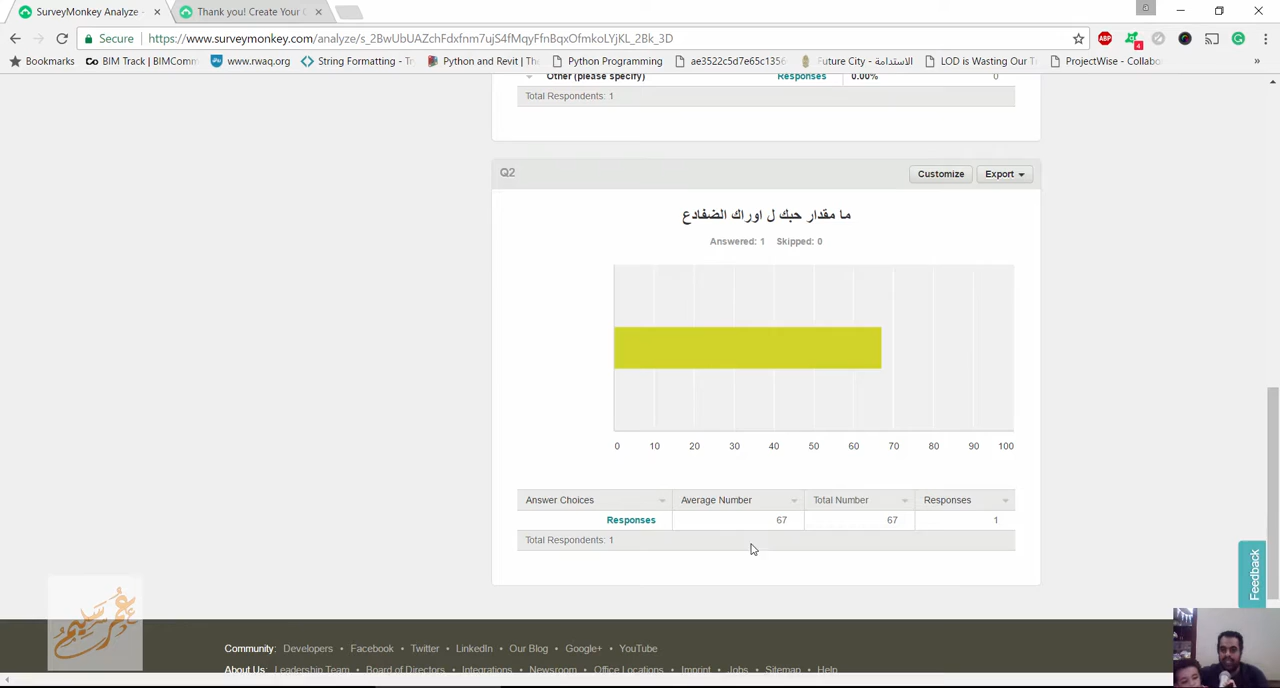 SurveyMonkey Analyze -
Thank you! Create Your
Secure https://www.surveymonkey.com/analyze/s_2BwUbUAZchFdxfnm7ujS4fMqyFfnBqxOfmkoLYjKL_2Bk_3D
ABP 4
Bookmarks BIM Track | BIMComm www.rwaq.org String Formatting - Python and Revit | Th Python Programming ae3522c5d7e65c1356 Future City - الاستدامة LOD is Wasting Our T ProjectWise - Collabo »
Other (please specify) Responses 0.00% 0
Total Respondents: 1
Q2 Customize Export
ما مقدار حبك ل اوراك الضفادع
Answered: 1 Skipped: 0
0 10 20 30 40 50 60 70 80 90 100
Answer Choices Average Number Total Number Responses
Responses 67 67 1
Total Respondents: 1
Feedback
عمر سليم
Community: Developers • Facebook • Twitter • LinkedIn • Our Blog • Google+ • YouTube
About Us: Leadership Team • Board of Directors • Integrations • Newsroom • Office Locations • Imprint • Jobs • Sitemap • Help